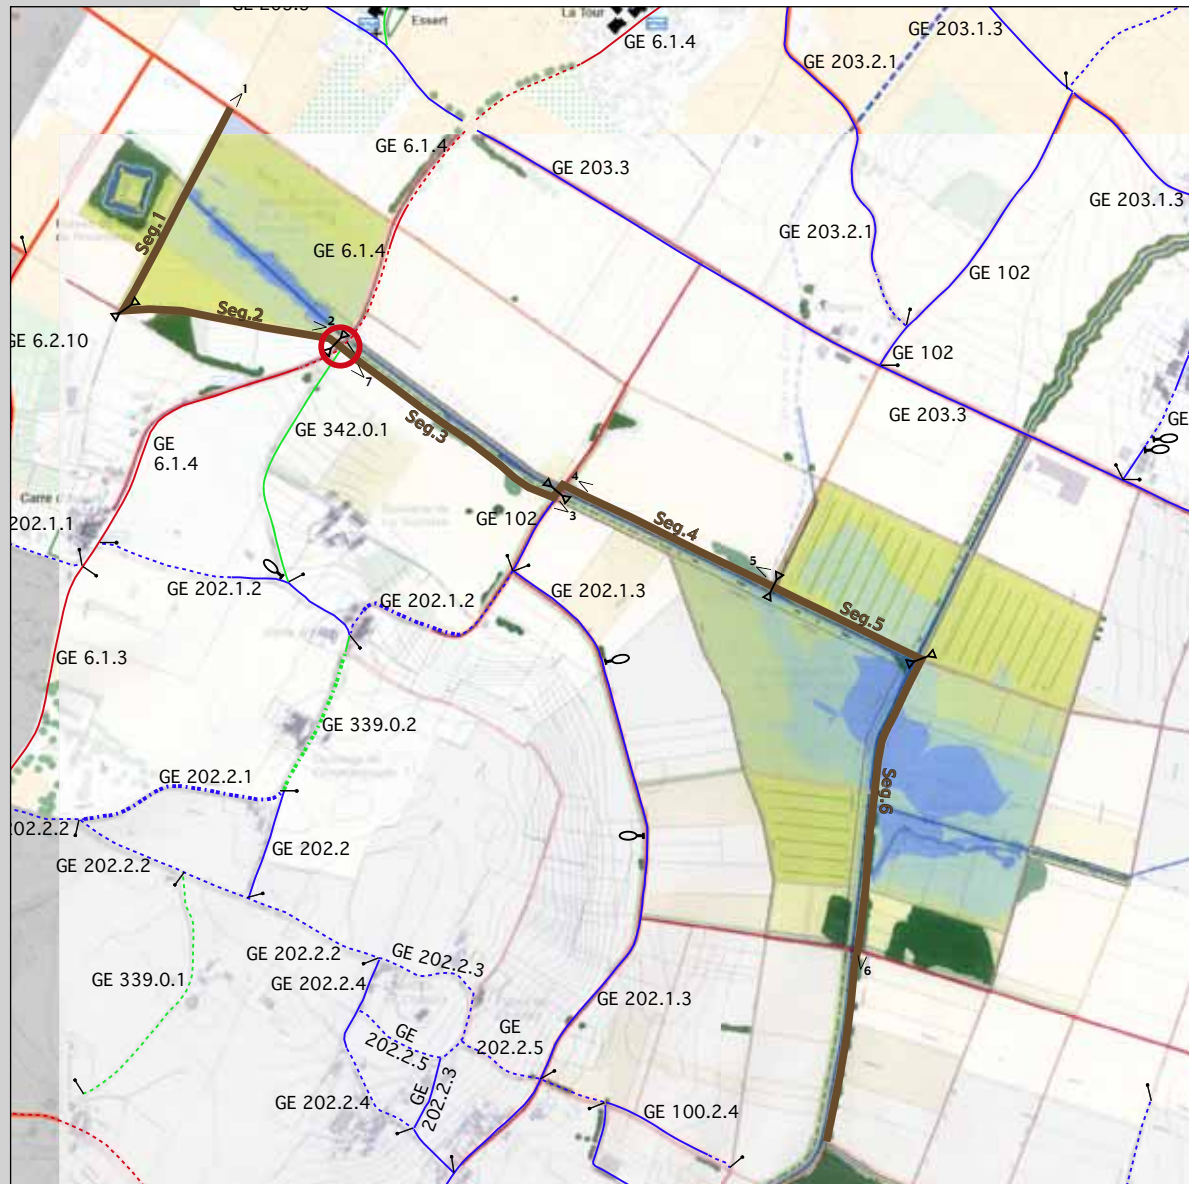 Essert
La Tour
GE 6.1.4
GE 203.1.3
GE 203.2.1
1
GE 6.1.4
GE 203.3
GE 203.1.3
Seg.1
GE 6.1.4
GE 203.2.1
GE 102
Seg.2
2
GE 6.2.10
7
GE 102
GE 203.3
GE
Seg.3
GE 342.0.1
GE
6.1.4
4
3
GE 102
202.1.1
Seg.4
5
GE 202.1.2
GE 202.1.2
GE 202.1.3
Seg.5
GE 6.1.3
GE 339.0.2
GE 202.2.1
Seg.6
202.2.2
GE 202.2
GE 202.2.2
GE 202.2.2
GE 202.2.3
GE 339.0.1
GE 202.2.4
6
GE 202.1.3
GE
202.2.5
GE
202.2.5
GE
202.2.3
GE 202.2.4
GE 100.2.4